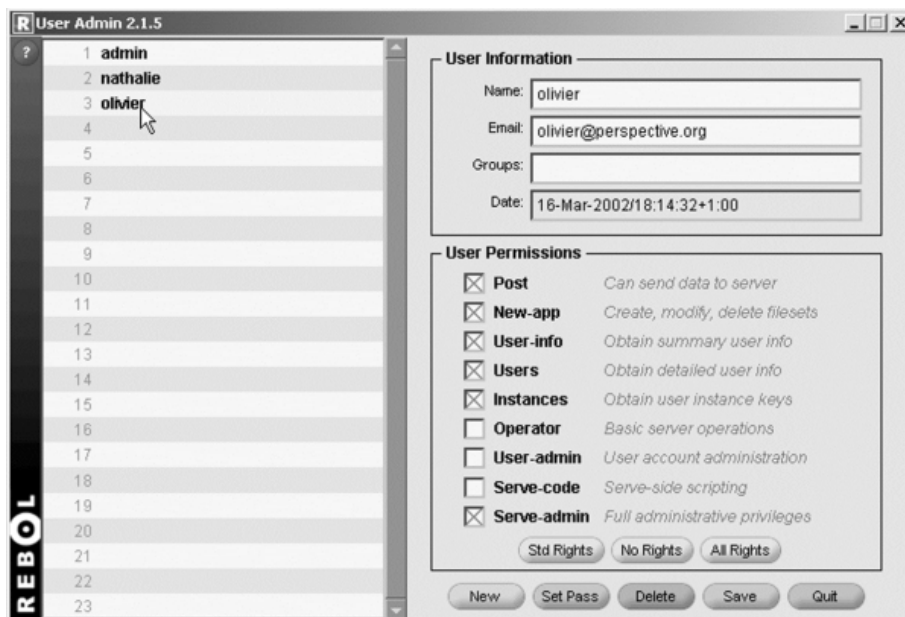 User Admin 2.1.5
?
1 admin
2 nathalie
3 olivier
4
5
6
7
8
9
10
11
12
13
14
15
16
17
18
19
20
21
22
23
REBOL
User Information
Name: olivier
Email: olivier@perspective.org
Groups:
Date: 16-Mar-2002/18:14:32+1:00
User Permissions
Post Can send data to server
New-app Create, modify, delete filesets
User-info Obtain summary user info
Users Obtain detailed user info
Instances Obtain user instance keys
Operator Basic server operations
User-admin User account administration
Serve-code Serve-side scripting
Serve-admin Full administrative privileges
Std Rights No Rights All Rights
New Set Pass Delete Save Quit